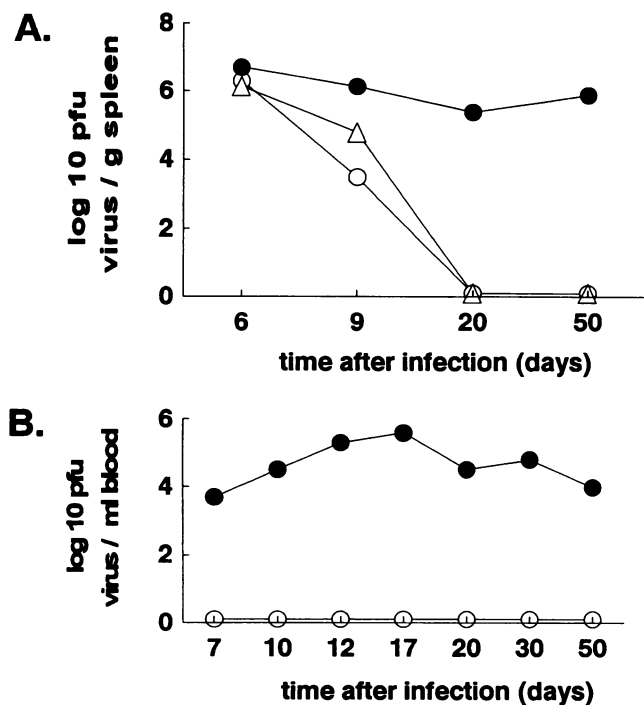 A.
log 10 pfu
virus / g spleen
8
6
4
2
0
6 9 20 50
time after infection (days)
B.
log 10 pfu
virus / ml blood
6
4
2
0
7 10 12 17 20 30 50
time after infection (days)